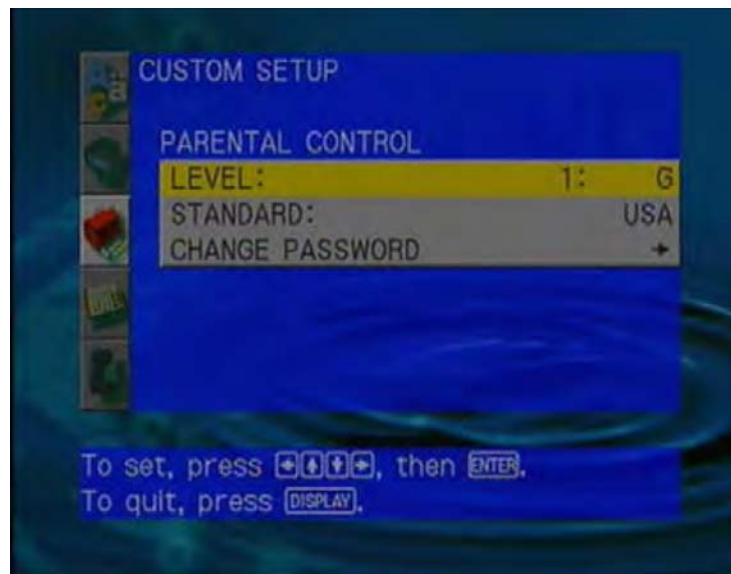 CUSTOM SETUP
PARENTAL CONTROL
LEVEL: 1: G
STANDARD: USA
CHANGE PASSWORD →
To set, press ←↑↓→, then ENTER.
To quit, press DISPLAY.